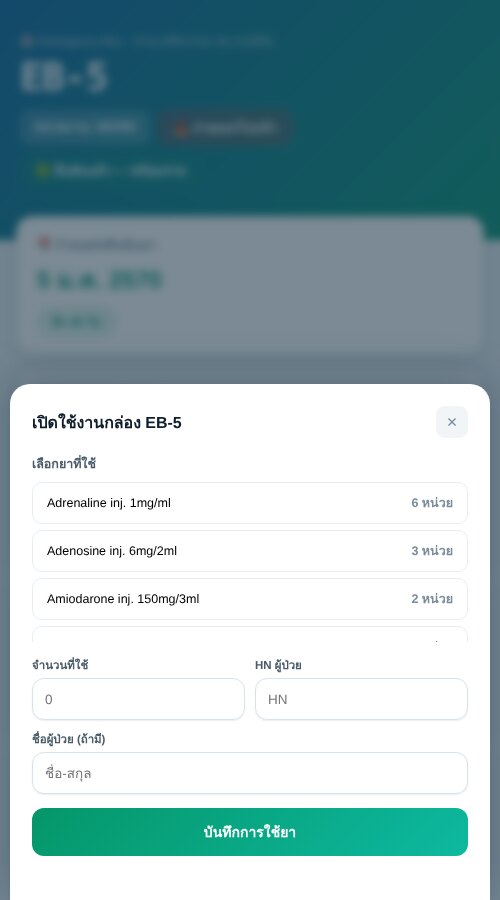 EB-5
5 ม.ค. 2570
เปิดใช้งานกล่อง EB-5
×
เลือกยาที่ใช้
Adrenaline inj. 1mg/ml 6 หน่วย
Adenosine inj. 6mg/2ml 3 หน่วย
Amiodarone inj. 150mg/3ml 2 หน่วย
จำนวนที่ใช้ HN ผู้ป่วย
0 HN
ชื่อผู้ป่วย (ถ้ามี)
ชื่อ-สกุล
บันทึกการใช้ยา